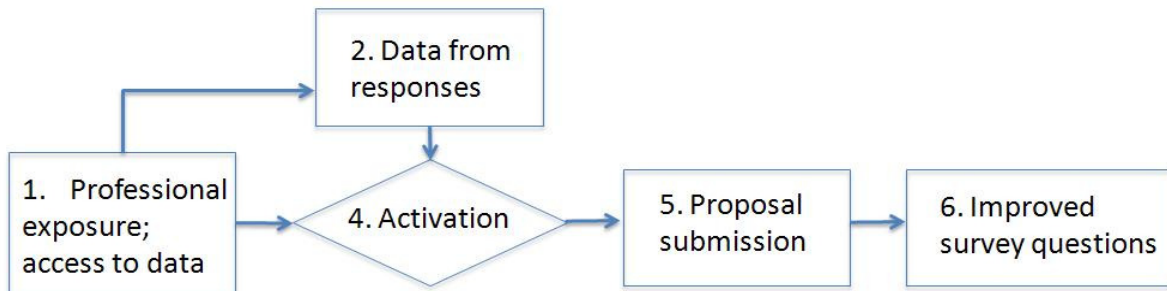 2. Data from
responses
1. Professional
exposure;
access to data
4. Activation
5. Proposal
submission
6. Improved
survey questions